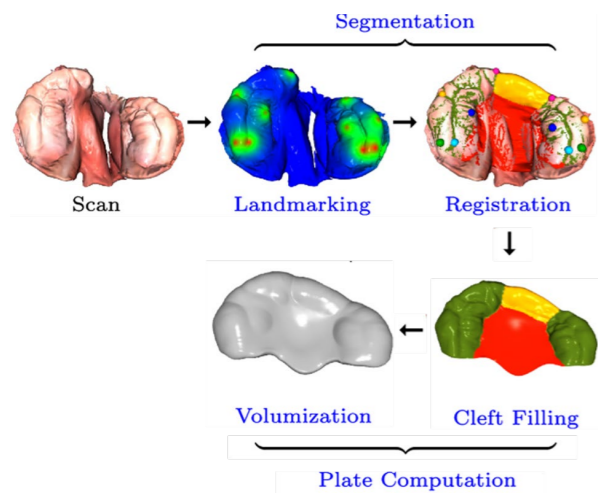 Segmentation
Scan
Landmarking
Registration
Volumization
Cleft Filling
Plate Computation